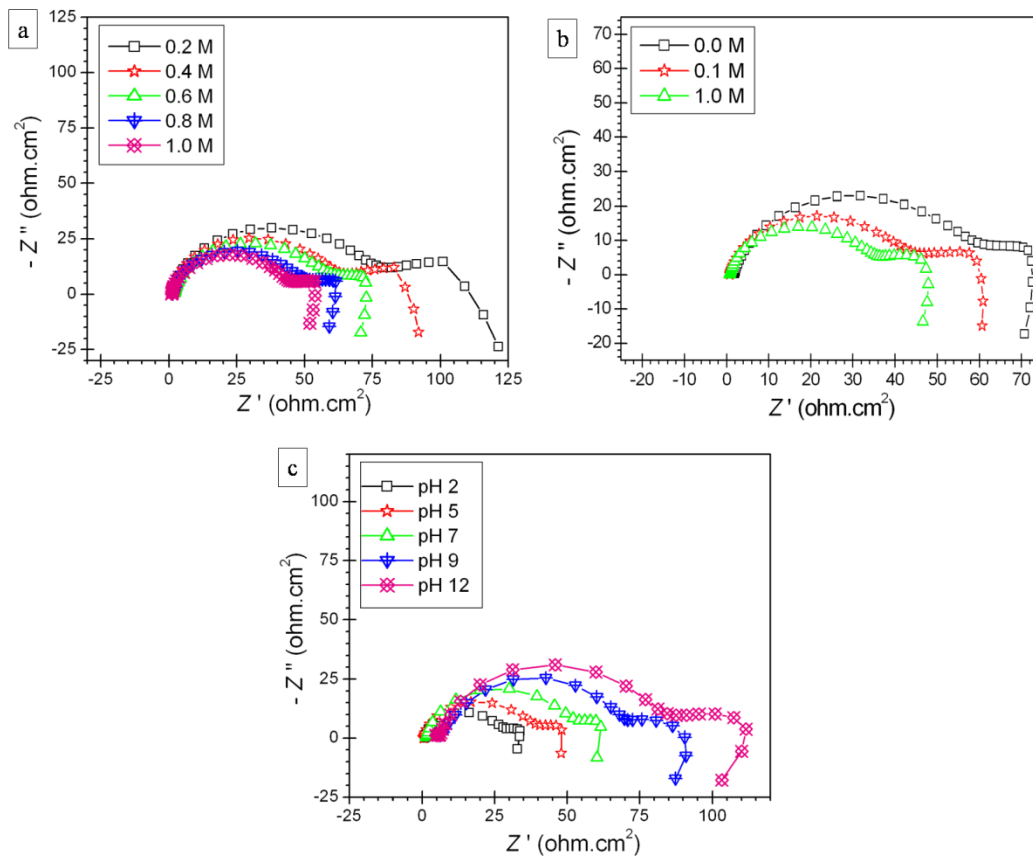 a
0.2 M
0.4 M
0.6 M
0.8 M
1.0 M
125
100
75
50
25
0
-25
-25 0 25 50 75 100 125
- Z '' (ohm.cm²)
Z ' (ohm.cm²)
b
0.0 M
0.1 M
1.0 M
70
60
50
40
30
20
10
0
-10
-20
-20 -10 0 10 20 30 40 50 60 70
- Z '' (ohm.cm²)
Z ' (ohm.cm²)
c
pH 2
pH 5
pH 7
pH 9
pH 12
100
75
50
25
0
-25
-25 0 25 50 75 100
- Z '' (ohm.cm²)
Z ' (ohm.cm²)